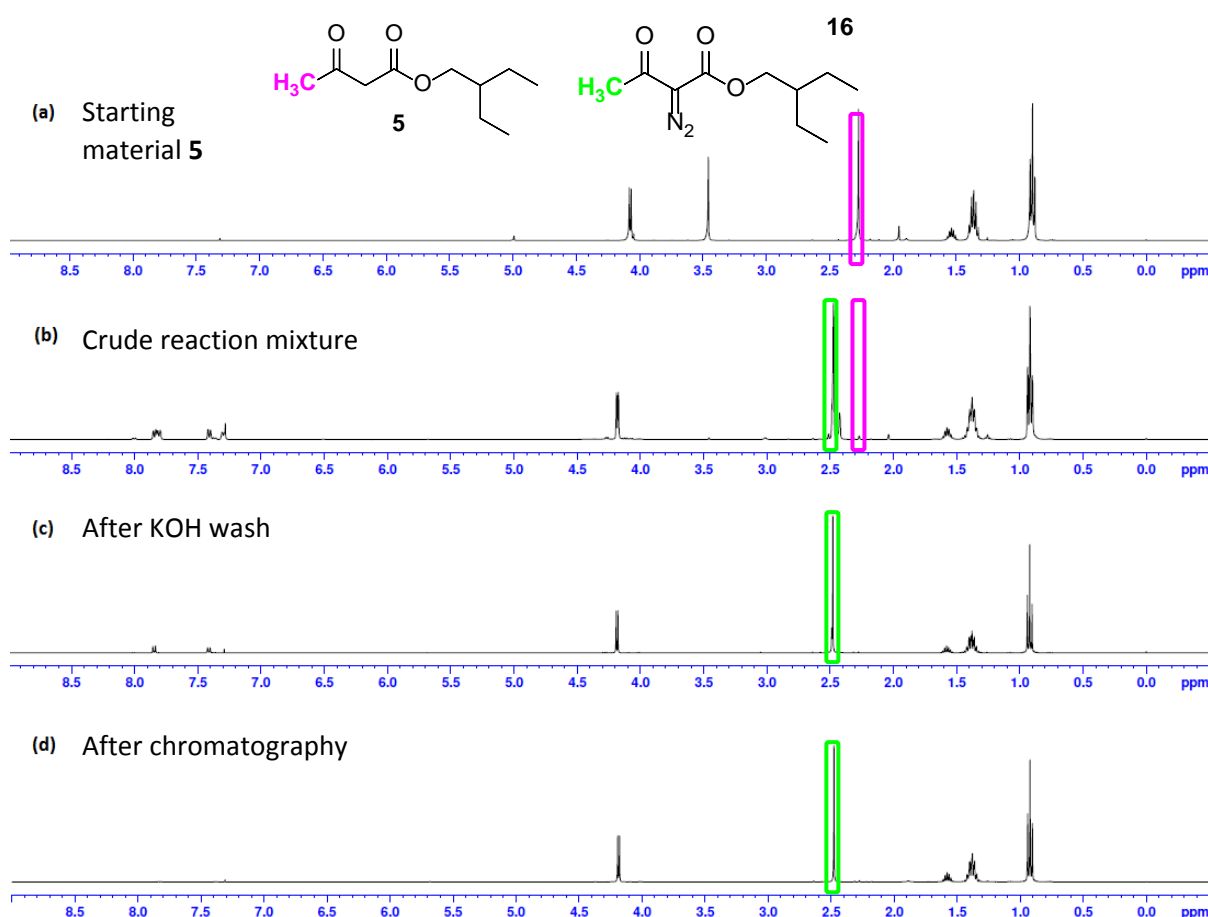 O O 16
O O
H₃C O H₃C O
5 N₂
(a) Starting
material 5
8.5 8.0 7.5 7.0 6.5 6.0 5.5 5.0 4.5 4.0 3.5 3.0 2.5 2.0 1.5 1.0 0.5 0.0 ppm
(b) Crude reaction mixture
8.5 8.0 7.5 7.0 6.5 6.0 5.5 5.0 4.5 4.0 3.5 3.0 2.5 2.0 1.5 1.0 0.5 0.0 ppm
(c) After KOH wash
8.5 8.0 7.5 7.0 6.5 6.0 5.5 5.0 4.5 4.0 3.5 3.0 2.5 2.0 1.5 1.0 0.5 0.0 ppm
(d) After chromatography
8.5 8.0 7.5 7.0 6.5 6.0 5.5 5.0 4.5 4.0 3.5 3.0 2.5 2.0 1.5 1.0 0.5 0.0 ppm